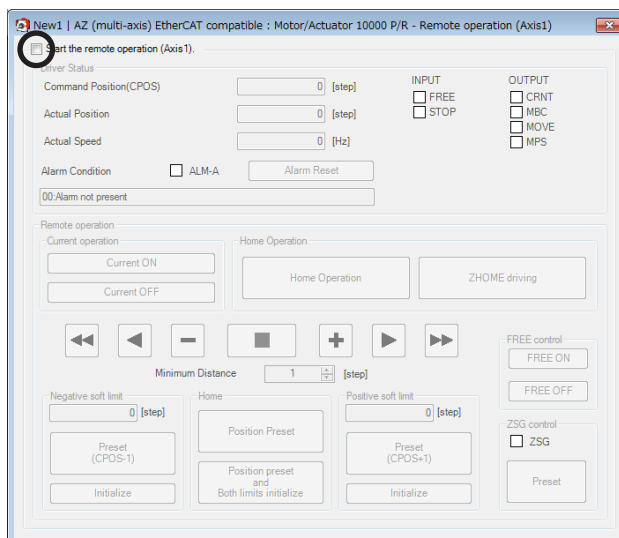 New1 | AZ (multi-axis) EtherCAT compatible : Motor/Actuator 10000 P/R - Remote operation (Axis1)
Start the remote operation (Axis1).
Driver Status
Command Position(CPOS) 0 [step]
INPUT
OUTPUT
FREE
CRNT
Actual Position 0 [step]
STOP
MBC
MOVE
Actual Speed 0 [Hz]
MPS
Alarm Condition ALM-A Alarm Reset
00:Alarm not present
Remote operation
Current operation
Home Operation
Current ON
Home Operation
ZHOME driving
Current OFF
FREE control
FREE ON
Minimum Distance 1 [step]
FREE OFF
Negative soft limit
Home
Positive soft limit
0 [step]
0 [step]
ZSG control
Position Preset
ZSG
Preset
(CPOS-1)
Preset
(CPOS+1)
Position preset
and
Both limits initialize
Preset
Initialize
Initialize